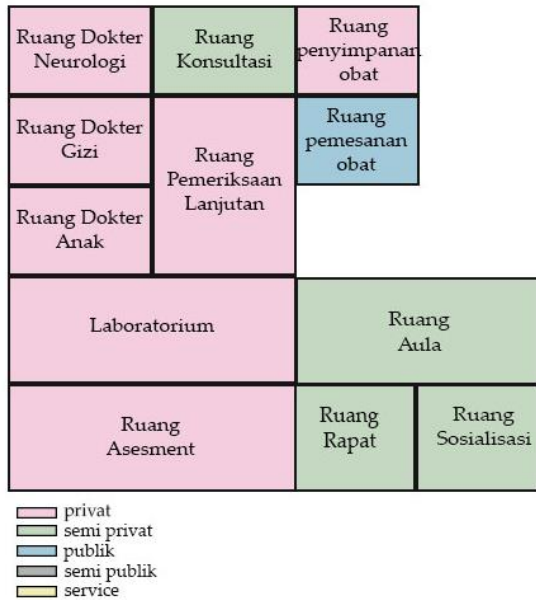 Ruang Dokter
Neurologi
Ruang
Konsultasi
Ruang
penyimpanan
obat
Ruang Dokter
Gizi
Ruang
Pemeriksaan
Lanjutan
Ruang
pemesanan
obat
Ruang Dokter
Anak
Laboratorium
Ruang
Aula
Ruang
Asesment
Ruang
Rapat
Ruang
Sosialisasi
privat
semi privat
publik
semi publik
service